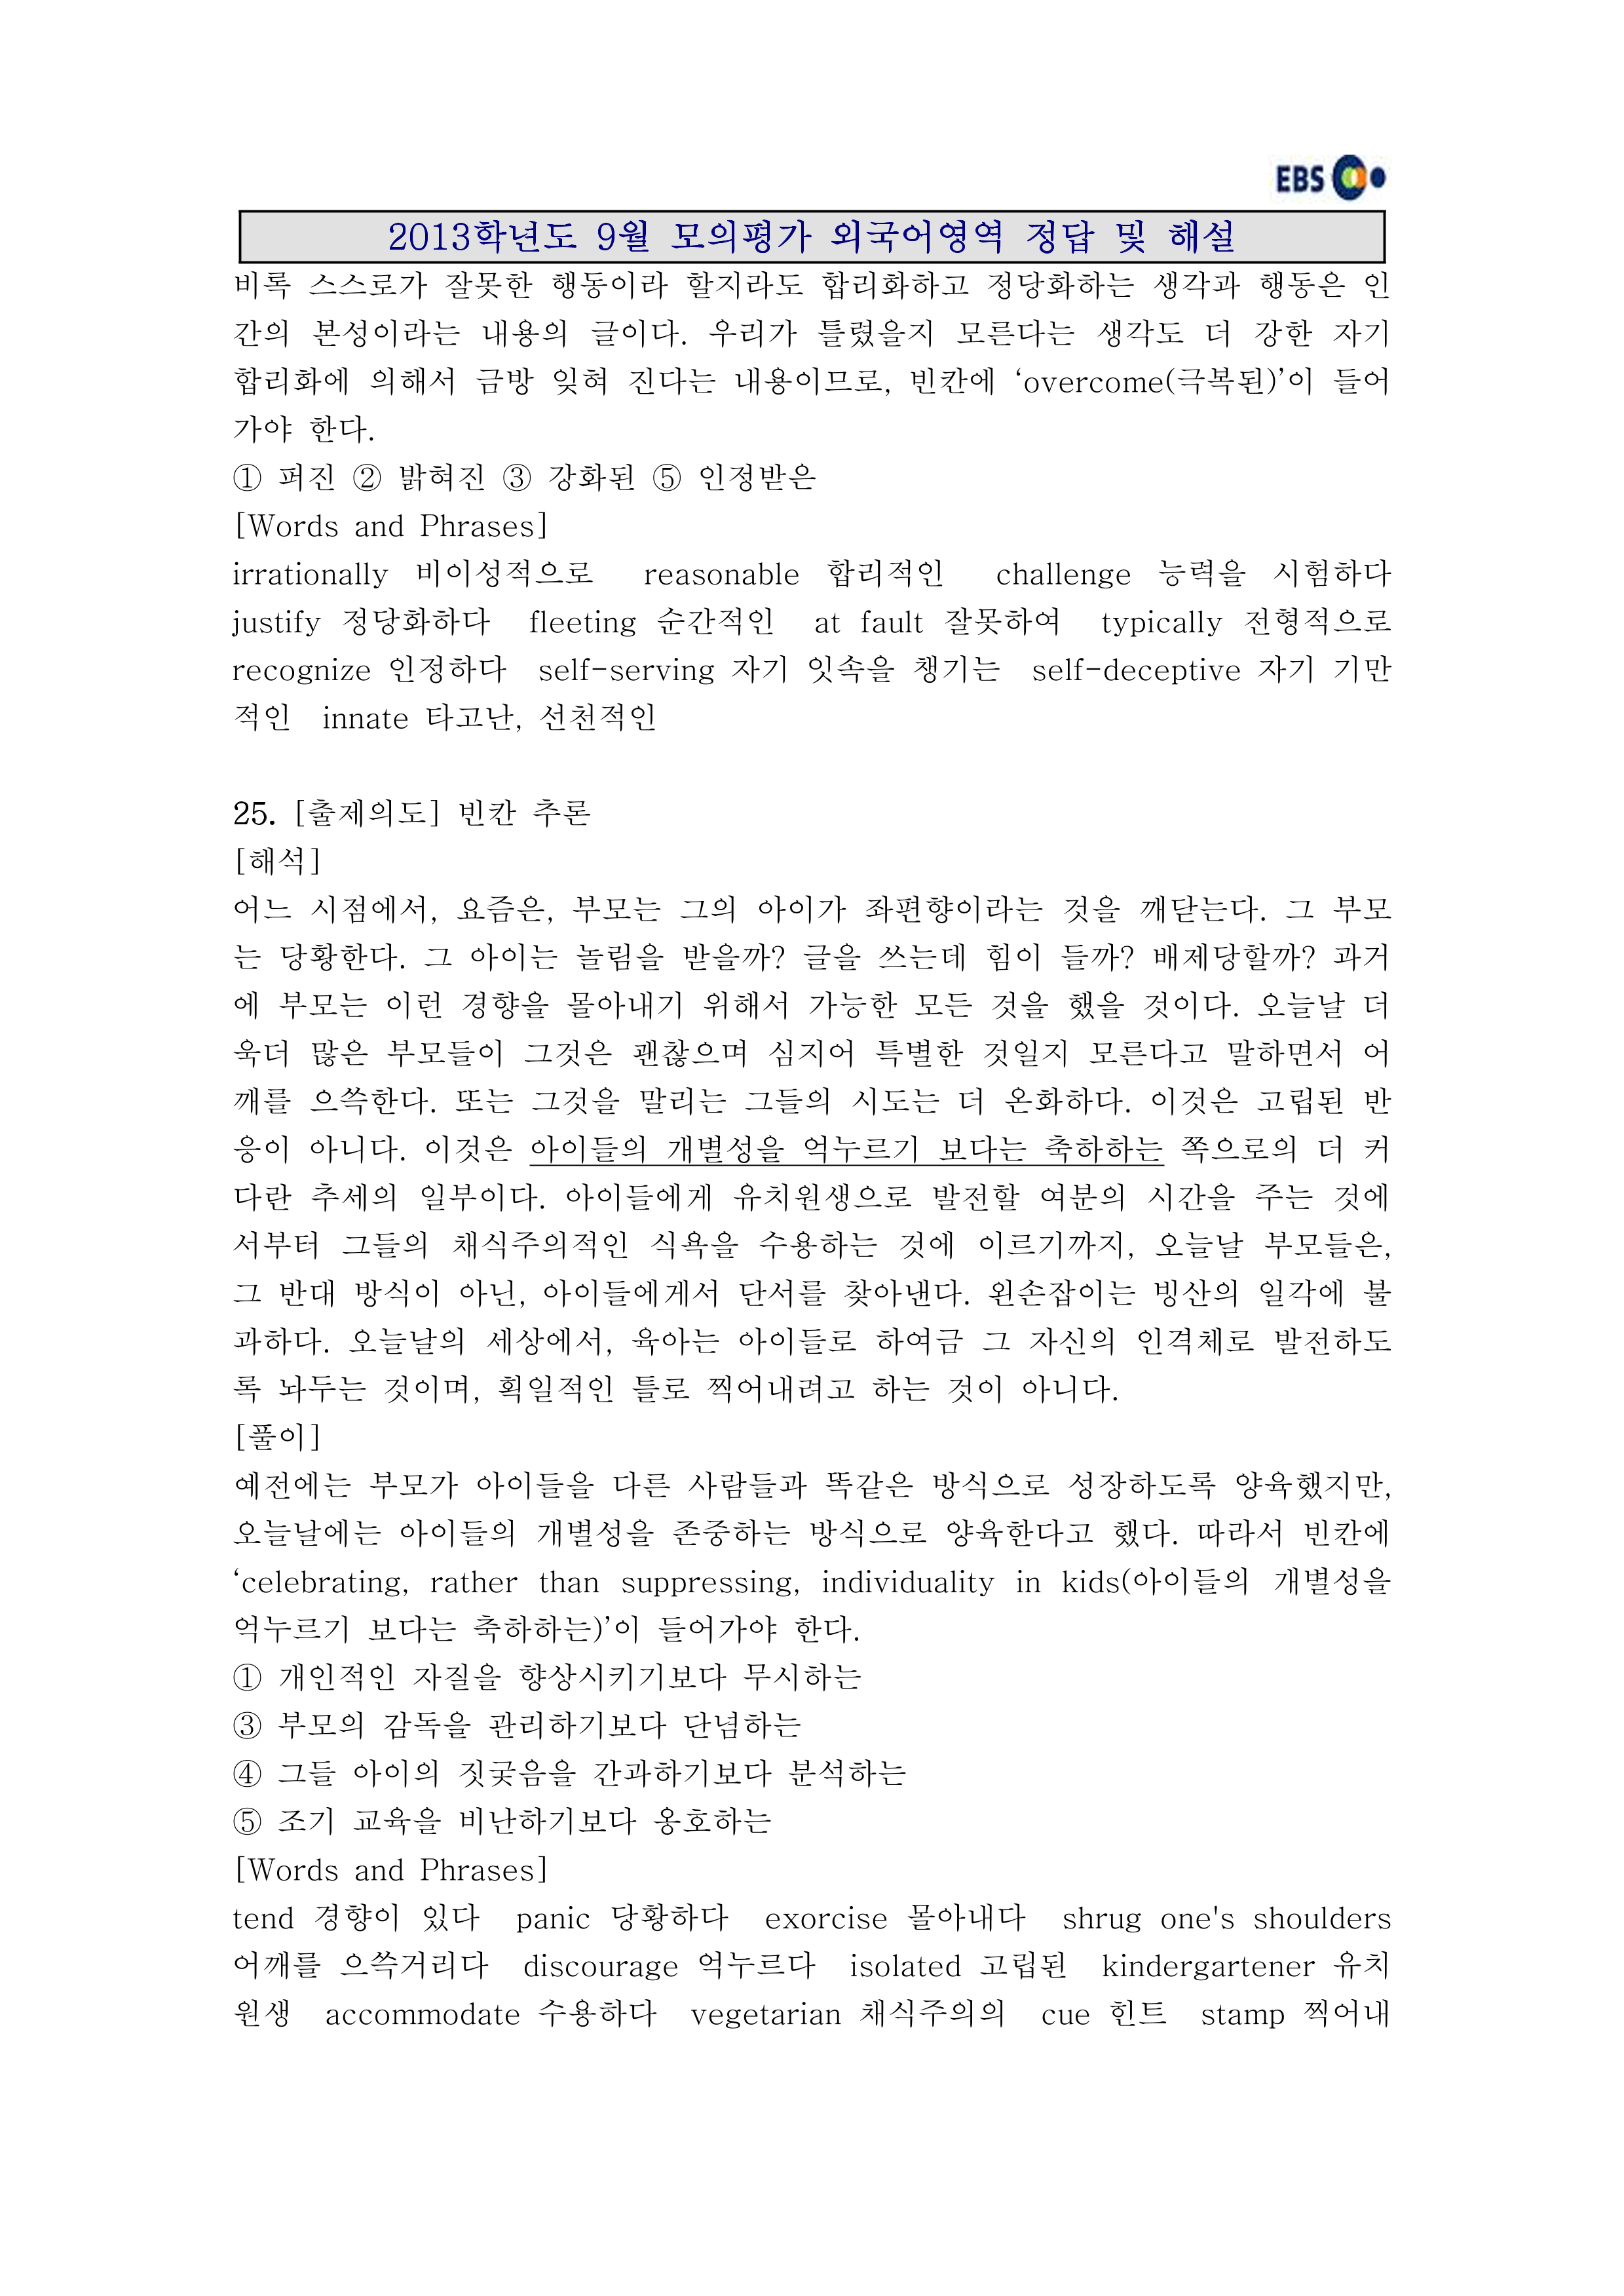 EBS
2013학년도 9월 모의평가 외국어영역 정답 및 해설
비록 스스로가 잘못한 행동이라 할지라도 합리화하고 정당화하는 생각과 행동은 인
간의 본성이라는 내용의 글이다. 우리가 틀렸을지 모른다는 생각도 더 강한 자기
합리화에 의해서 금방 잊혀 진다는 내용이므로, 빈칸에 ‘overcome(극복된)’이 들어
가야 한다.
① 퍼진 ② 밝혀진 ③ 강화된 ⑤ 인정받은
[Words and Phrases]
irrationally 비이성적으로 reasonable 합리적인 challenge 능력을 시험하다
justify 정당화하다 fleeting 순간적인 at fault 잘못하여 typically 전형적으로
recognize 인정하다 self-serving 자기 잇속을 챙기는 self-deceptive 자기 기만
적인 innate 타고난, 선천적인
25. [출제의도] 빈칸 추론
[해석]
어느 시점에서, 요즘은, 부모는 그의 아이가 좌편향이라는 것을 깨닫는다. 그 부모
는 당황한다. 그 아이는 놀림을 받을까? 글을 쓰는데 힘이 들까? 배제당할까? 과거
에 부모는 이런 경향을 몰아내기 위해서 가능한 모든 것을 했을 것이다. 오늘날 더
욱더 많은 부모들이 그것은 괜찮으며 심지어 특별한 것일지 모른다고 말하면서 어
깨를 으쓱한다. 또는 그것을 말리는 그들의 시도는 더 온화하다. 이것은 고립된 반
응이 아니다. 이것은 아이들의 개별성을 억누르기 보다는 축하하는 쪽으로의 더 커
다란 추세의 일부이다. 아이들에게 유치원생으로 발전할 여분의 시간을 주는 것에
서부터 그들의 채식주의적인 식욕을 수용하는 것에 이르기까지, 오늘날 부모들은,
그 반대 방식이 아닌, 아이들에게서 단서를 찾아낸다. 왼손잡이는 빙산의 일각에 불
과하다. 오늘날의 세상에서, 육아는 아이들로 하여금 그 자신의 인격체로 발전하도
록 놔두는 것이며, 획일적인 틀로 찍어내려고 하는 것이 아니다.
[풀이]
예전에는 부모가 아이들을 다른 사람들과 똑같은 방식으로 성장하도록 양육했지만,
오늘날에는 아이들의 개별성을 존중하는 방식으로 양육한다고 했다. 따라서 빈칸에
‘celebrating, rather than suppressing, individuality in kids(아이들의 개별성을
억누르기 보다는 축하하는)’이 들어가야 한다.
① 개인적인 자질을 향상시키기보다 무시하는
③ 부모의 감독을 관리하기보다 단념하는
④ 그들 아이의 짓궂음을 간과하기보다 분석하는
⑤ 조기 교육을 비난하기보다 옹호하는
[Words and Phrases]
tend 경향이 있다 panic 당황하다 exorcise 몰아내다 shrug one's shoulders
어깨를 으쓱거리다 discourage 억누르다 isolated 고립된 kindergartener 유치
원생 accommodate 수용하다 vegetarian 채식주의의 cue 힌트 stamp 찍어내